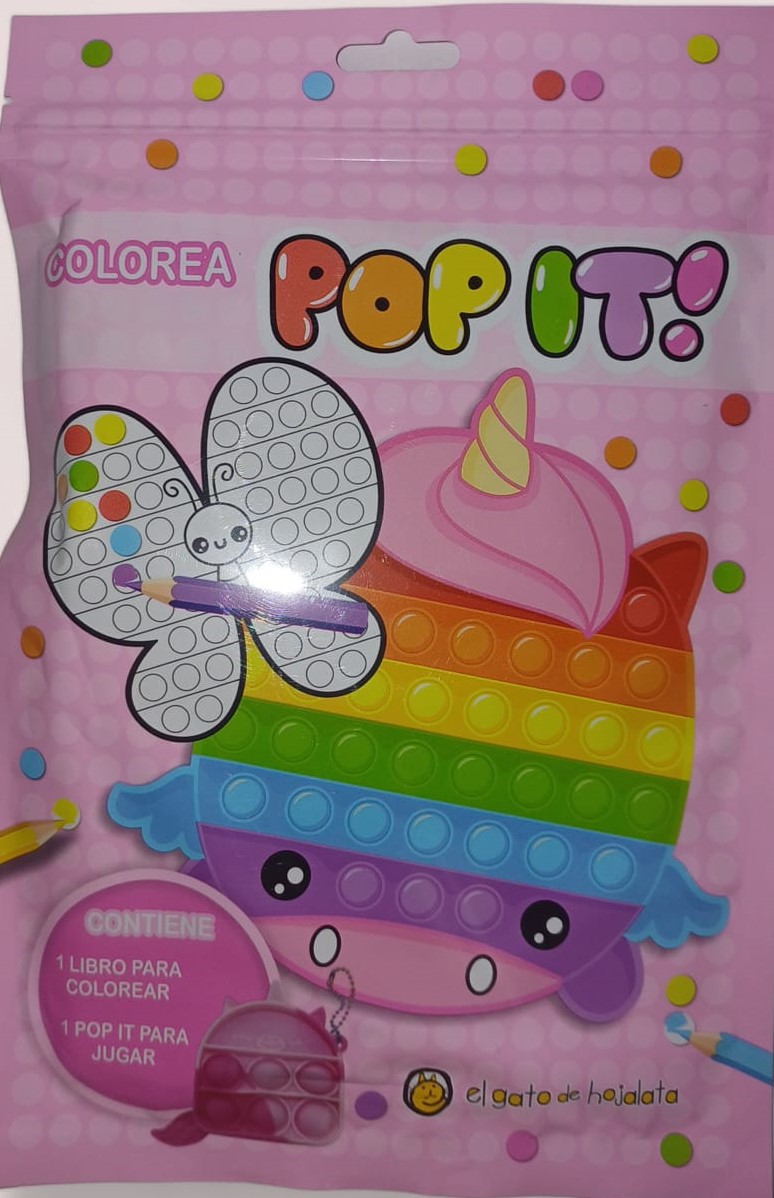 COLOREA POP IT!
CONTIENE
1 LIBRO PARA
COLOREAR
1 POP IT PARA
JUGAR
el gato de hojalata